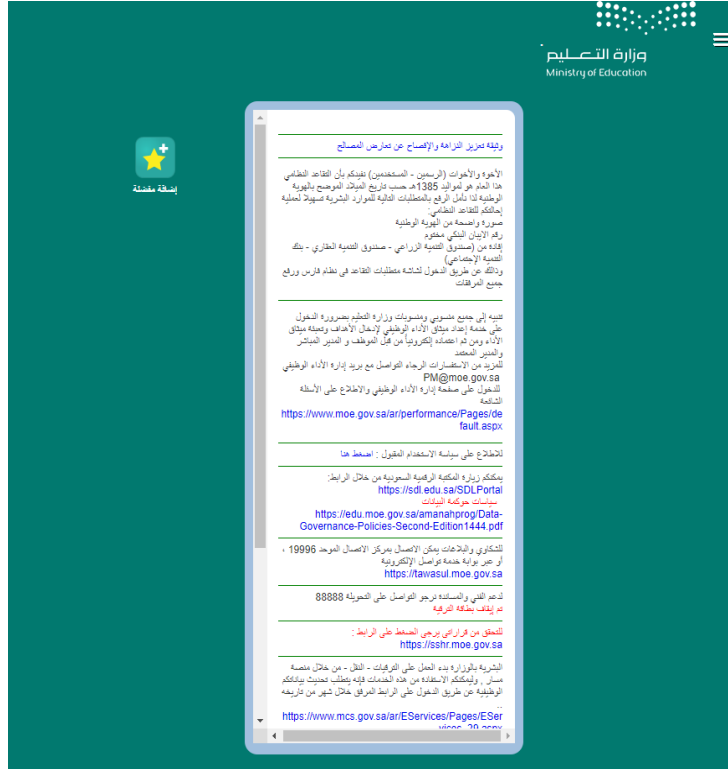 وزارة التعليم
Ministry of Education
إضافة مفضلة
وثيقة تعزيز النزاهة والإفصاح عن تعارض المصالح
الأخوة والأخوات (الرسمين - المستخدمين) نفيدكم بأن التقاعد النظامي
هذا العام هو لمواليد 1385هـ حسب تاريخ الميلاد الموضح بالهوية
الوطنية لذا نأمل الرفع بالمتطلبات التالية للموارد البشرية تسهيلا لعملية
إحالتكم للتقاعد النظامي:
صورة واضحه من الهوية الوطنية
رقم الايبان البنكي مختوم
إفادة من (صندوق التنمية الزراعي - صندوق التنمية العقاري - بنك
التنمية الإجتماعي)
وذالك عن طريق الدخول لشاشة متطلبات التقاعد في نظام فارس ورفع
جميع المرفقات
تنبيه إلى جميع منسوبي ومنسوبات وزارة التعليم بضرورة الدخول
على خدمة إعداد ميثاق الأداء الوظيفي لإدخال الأهداف وتعبئة ميثاق
الأداء ومن ثم اعتماده إلكترونياً من قبل الموظف و المدير المباشر
والمدير المعتمد
للمزيد من الاستفسارات الرجاء التواصل مع بريد إدارة الأداء الوظيفي
PM@moe.gov.sa
للدخول على صفحة إدارة الأداء الوظيفي والاطلاع على الأسئلة
الشائعة
https://www.moe.gov.sa/ar/performance/Pages/de
fault.aspx
للاطلاع على سياسة الاستخدام المقبول : اضغط هنا
يمكنكم زيارة المكتبة الرقمية السعودية من خلال الرابط:
https://sdl.edu.sa/SDLPortal
سياسات حوكمة البيانات
https://edu.moe.gov.sa/amanahprog/Data-
Governance-Policies-Second-Edition1444.pdf
للشكاوي والبلاغات يمكن الاتصال بمركز الاتصال الموحد 19996 ،
أو عبر بوابة خدمة تواصل الإلكترونية
https://tawasul.moe.gov.sa
لدعم الفني والمساندة نرجو التواصل على التحويلة 88888
تم إيقاف بطاقة الترقية
للتحقق من قراراتي يرجى الضغط على الرابط :
https://sshr.moe.gov.sa
البشرية بالوزارة بدء العمل على الترقيات - النقل - من خلال منصة
مسار , وليمكنكم الاستفادة من هذه الخدمات فإنه يتطلب تحديث بياناتكم
الوظيفية عن طريق الدخول على الرابط المرفق خلال شهر من تاريخه
..
https://www.mcs.gov.sa/ar/EServices/Pages/ESer
vices_29.aspx